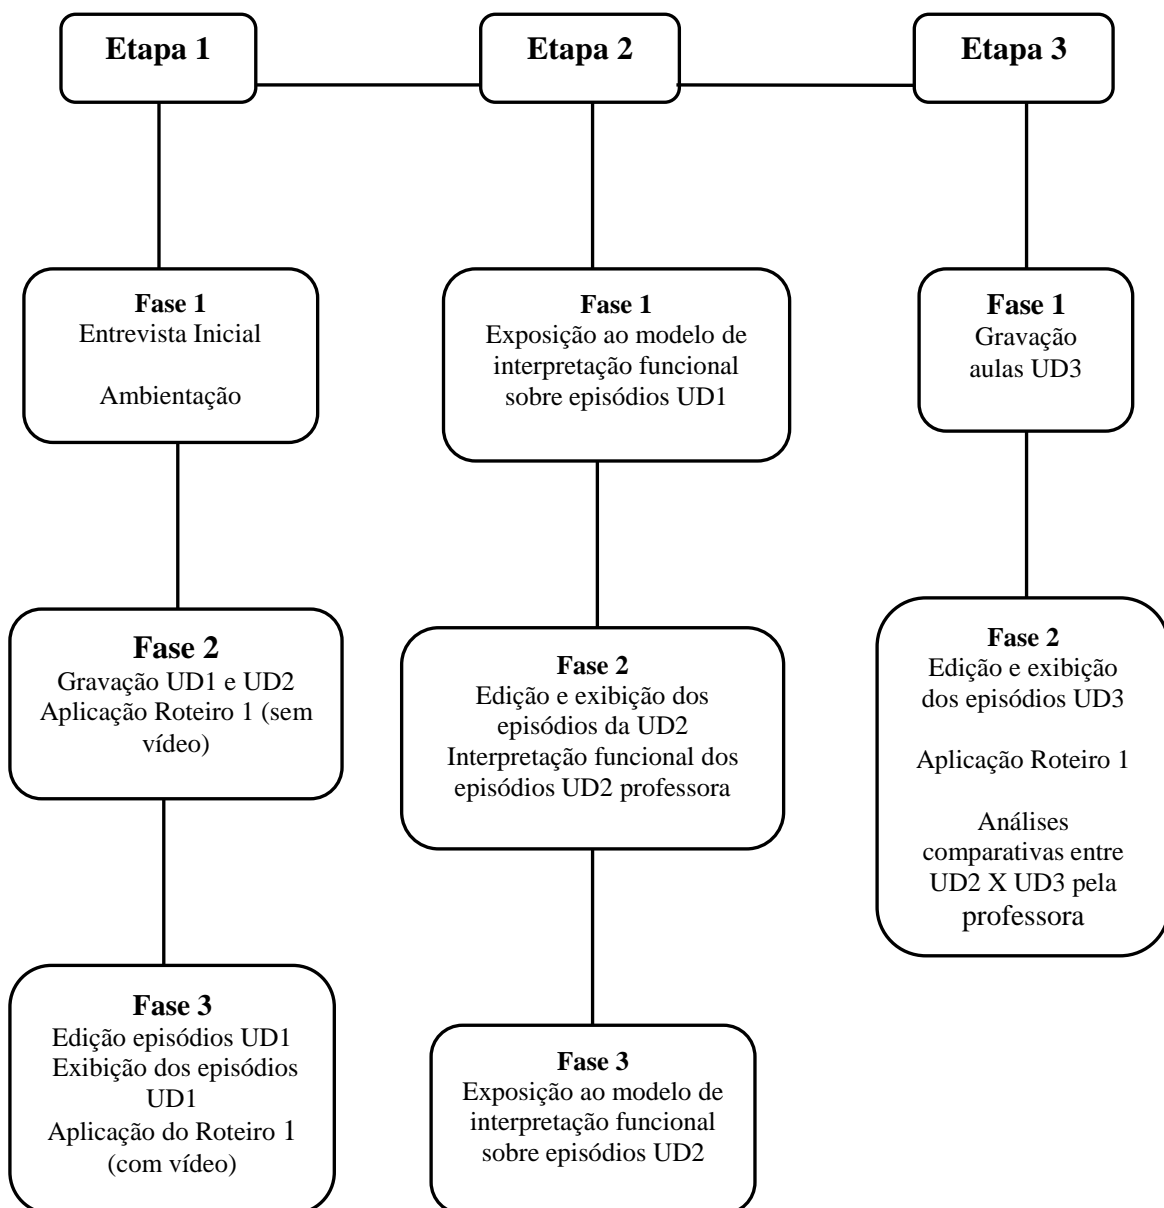 Etapa 1
Etapa 2
Etapa 3
Fase 1
Entrevista Inicial
Ambientação
Fase 1
Exposição ao modelo de
interpretação funcional
sobre episódios UD1
Fase 1
Gravação
aulas UD3
Fase 2
Gravação UD1 e UD2
Aplicação Roteiro 1 (sem
vídeo)
Fase 2
Edição e exibição dos
episódios da UD2
Interpretação funcional dos
episódios UD2 professora
Fase 2
Edição e exibição
dos episódios UD3
Aplicação Roteiro 1
Análises
comparativas entre
UD2 X UD3 pela
professora
Fase 3
Edição episódios UD1
Exibição dos episódios
UD1
Aplicação do Roteiro 1
(com vídeo)
Fase 3
Exposição ao modelo de
interpretação funcional
sobre episódios UD2